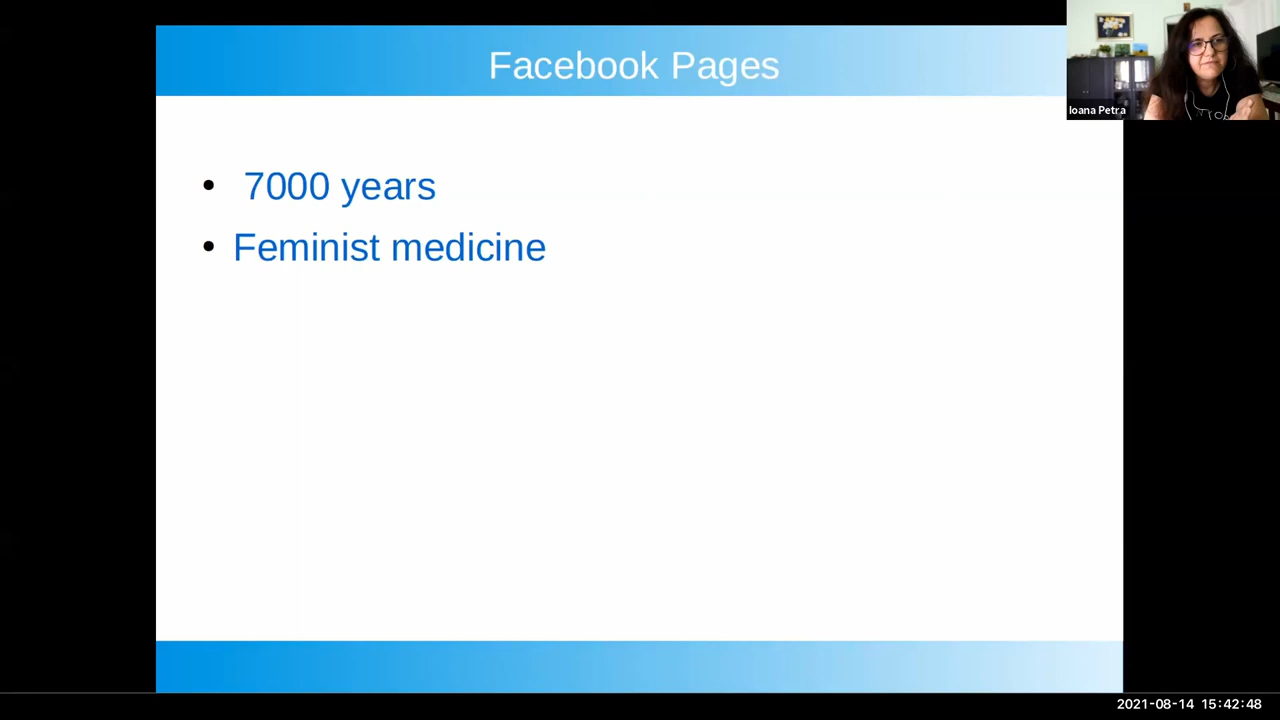 Facebook Pages
Ioana Petra
• 7000 years
• Feminist medicine
2021-08-14 15:42:48